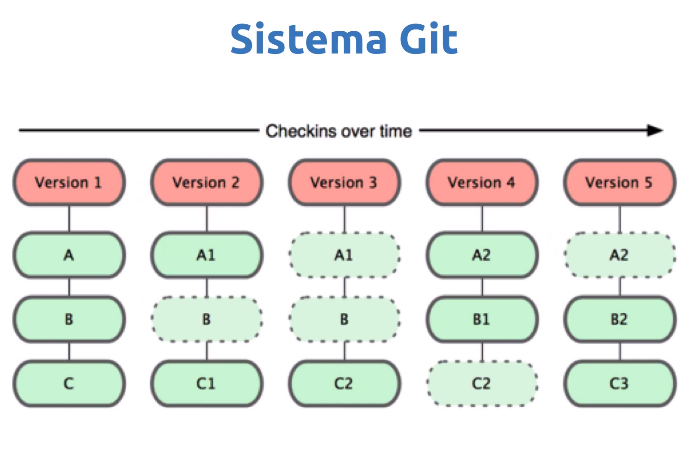 Sistema Git
Checkins over time
Version 1 Version 2 Version 3 Version 4 Version 5
A A1 A1 A2 A2
B B B B1 B2
C C1 C2 C2 C3